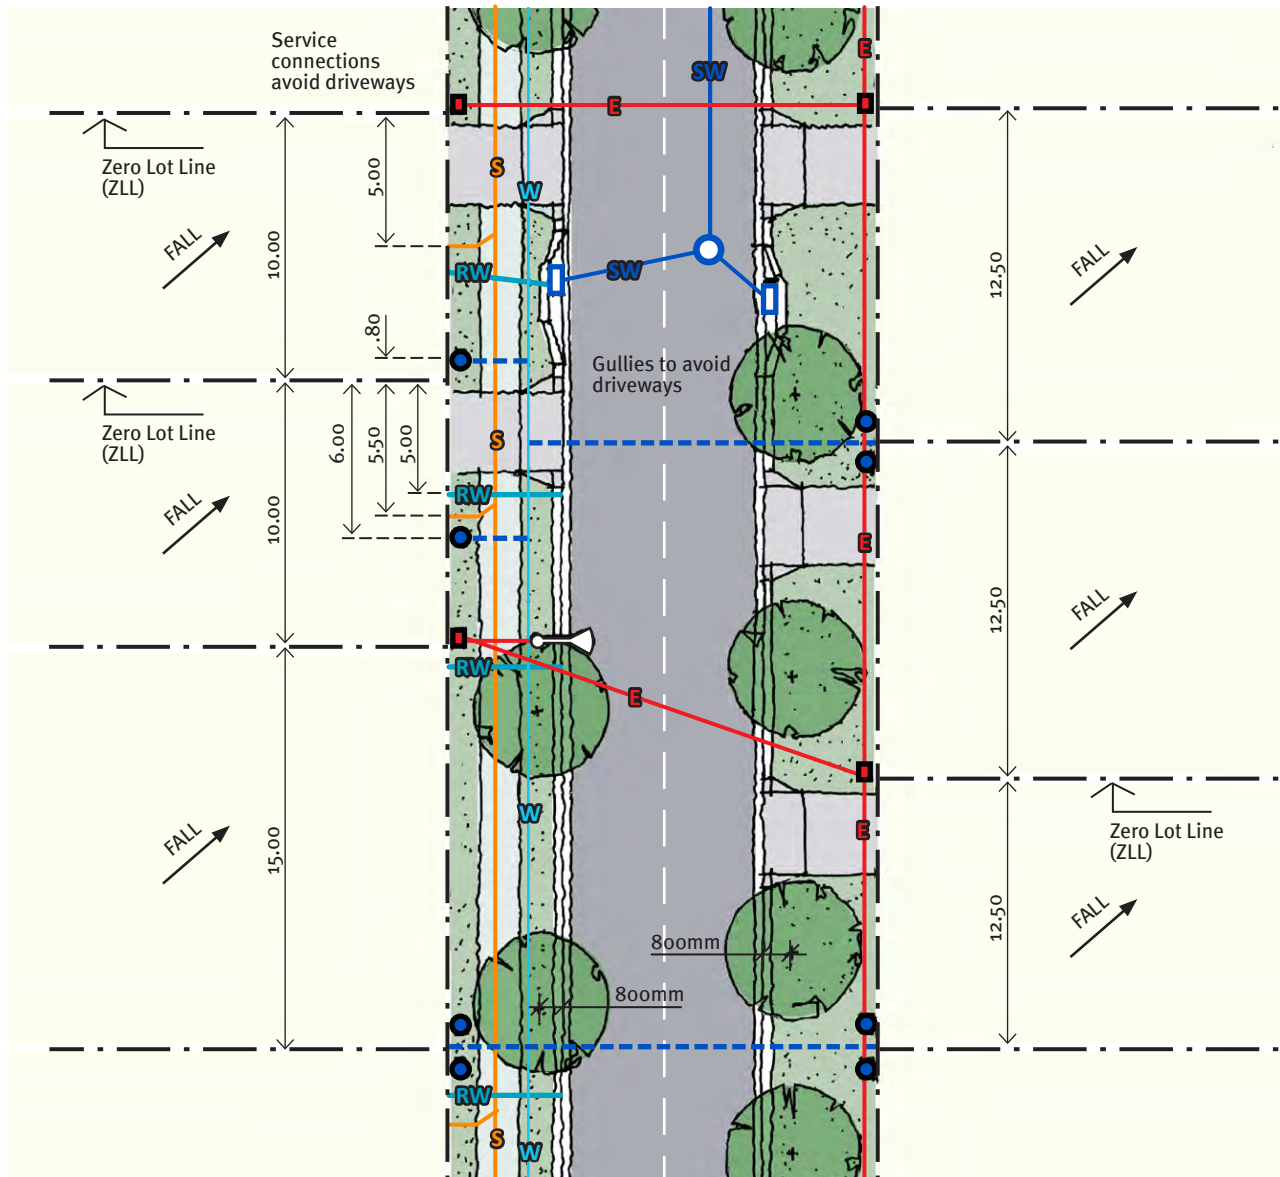 Service
connections
avoid driveways
E
SW
E
Zero Lot Line
(ZLL)
S
W
5.00
FALL
10.00
RW
SW
FALL
12.50
.80
Gullies to avoid
driveways
Zero Lot Line
(ZLL)
S
6.00
5.50
5.00
FALL
10.00
RW
E
12.50
FALL
RW
E
W
E
Zero Lot Line
(ZLL)
FALL
15.00
800mm
12.50
FALL
800mm
RW
S
W